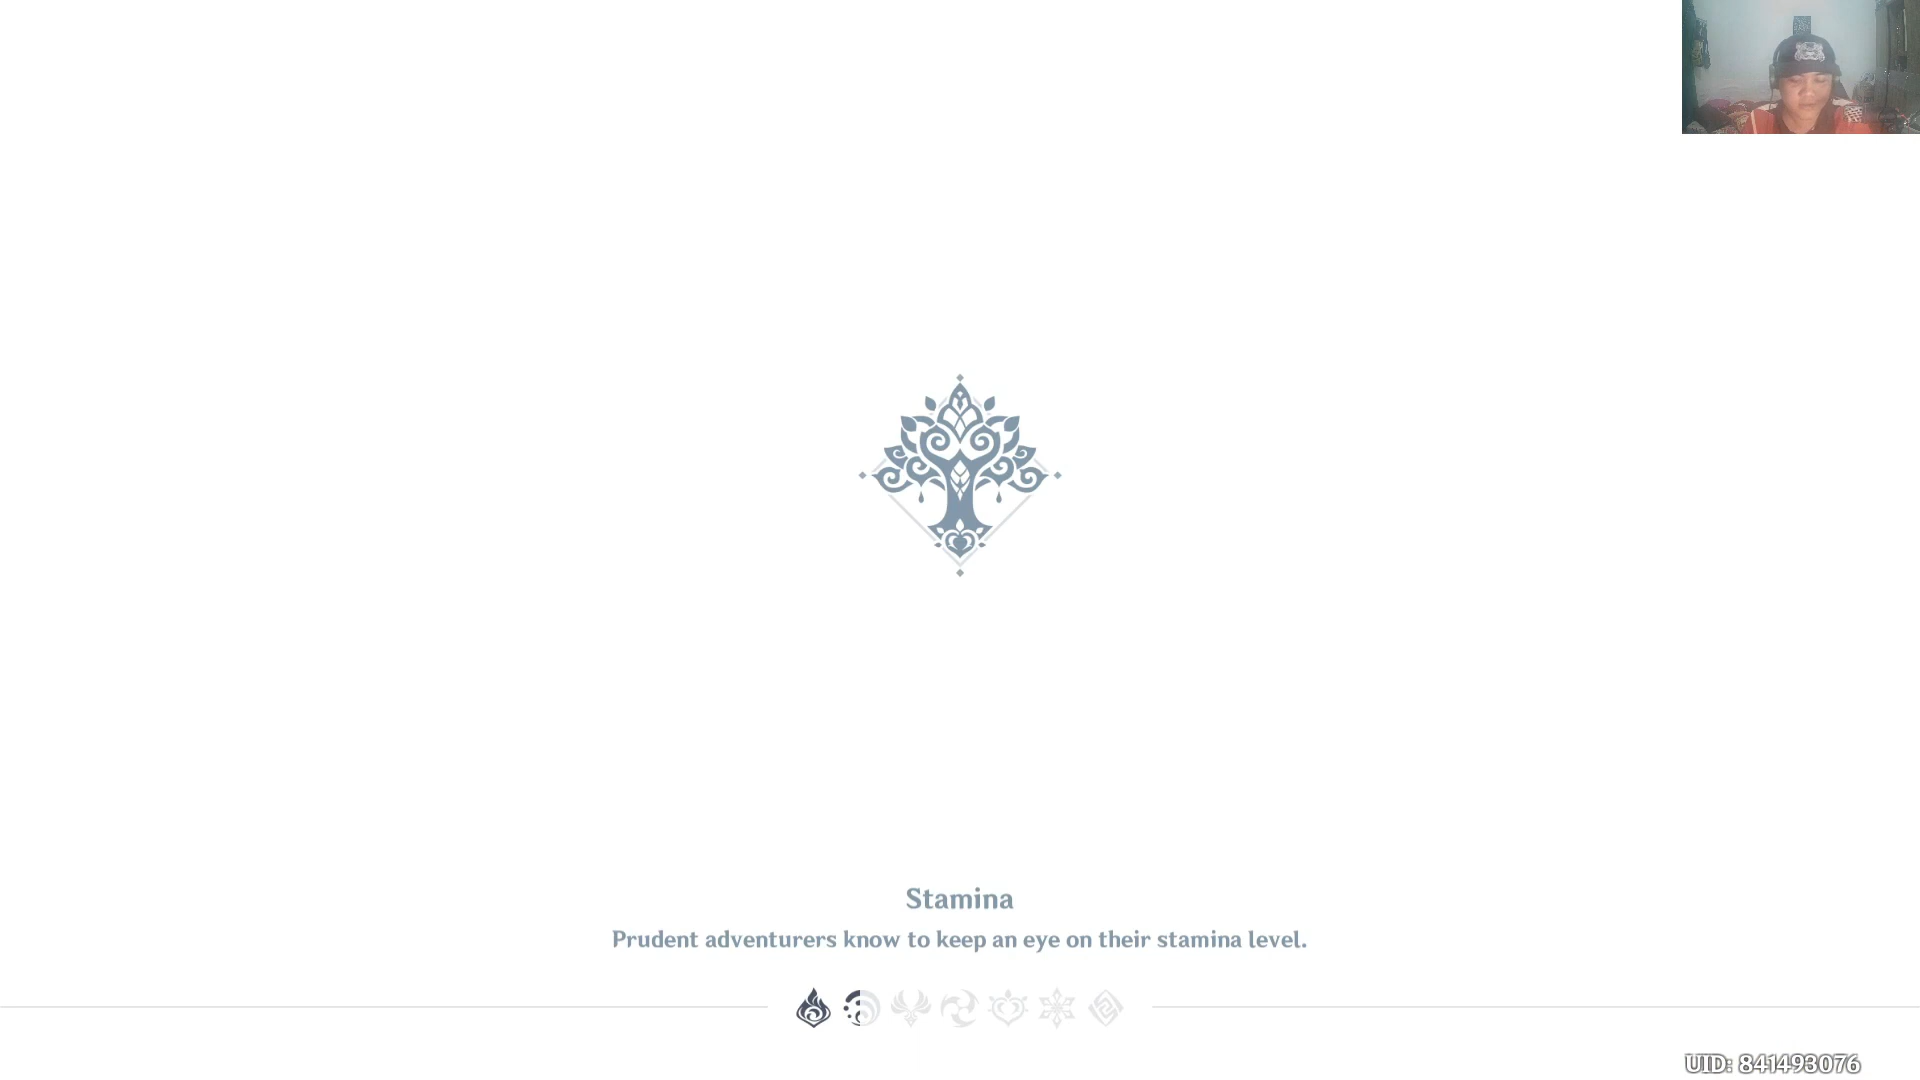 Stamina
Prudent adventurers know to keep an eye on their stamina level.
UID: 841493076